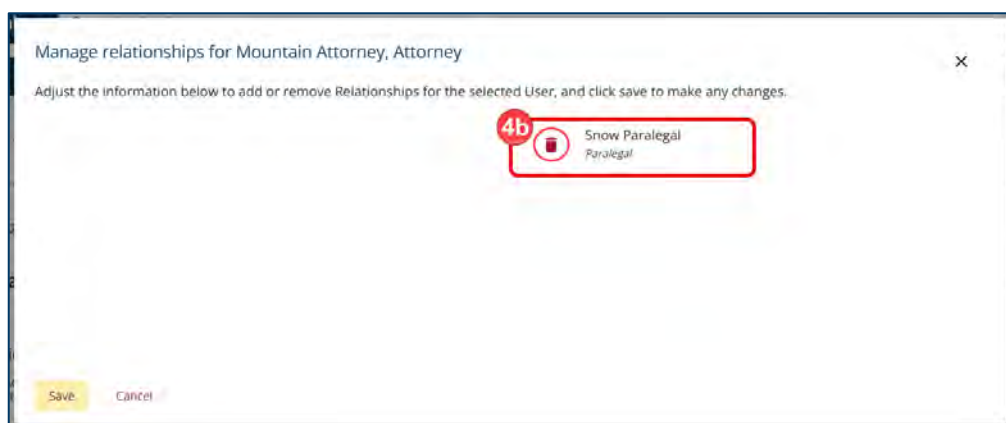 Manage relationships for Mountain Attorney, Attorney
Adjust the information below to add or remove Relationships for the selected User, and click save to make any changes.
4b
Snow Paralegal
Paralegal
Save
Cancel